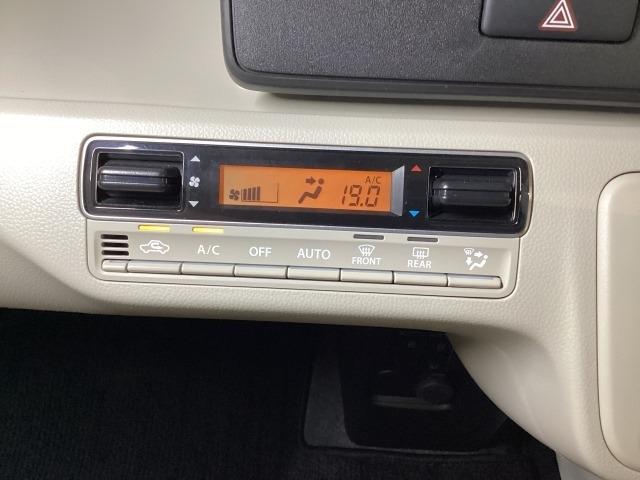 A/C
19.0
A/C OFF AUTO FRONT REAR